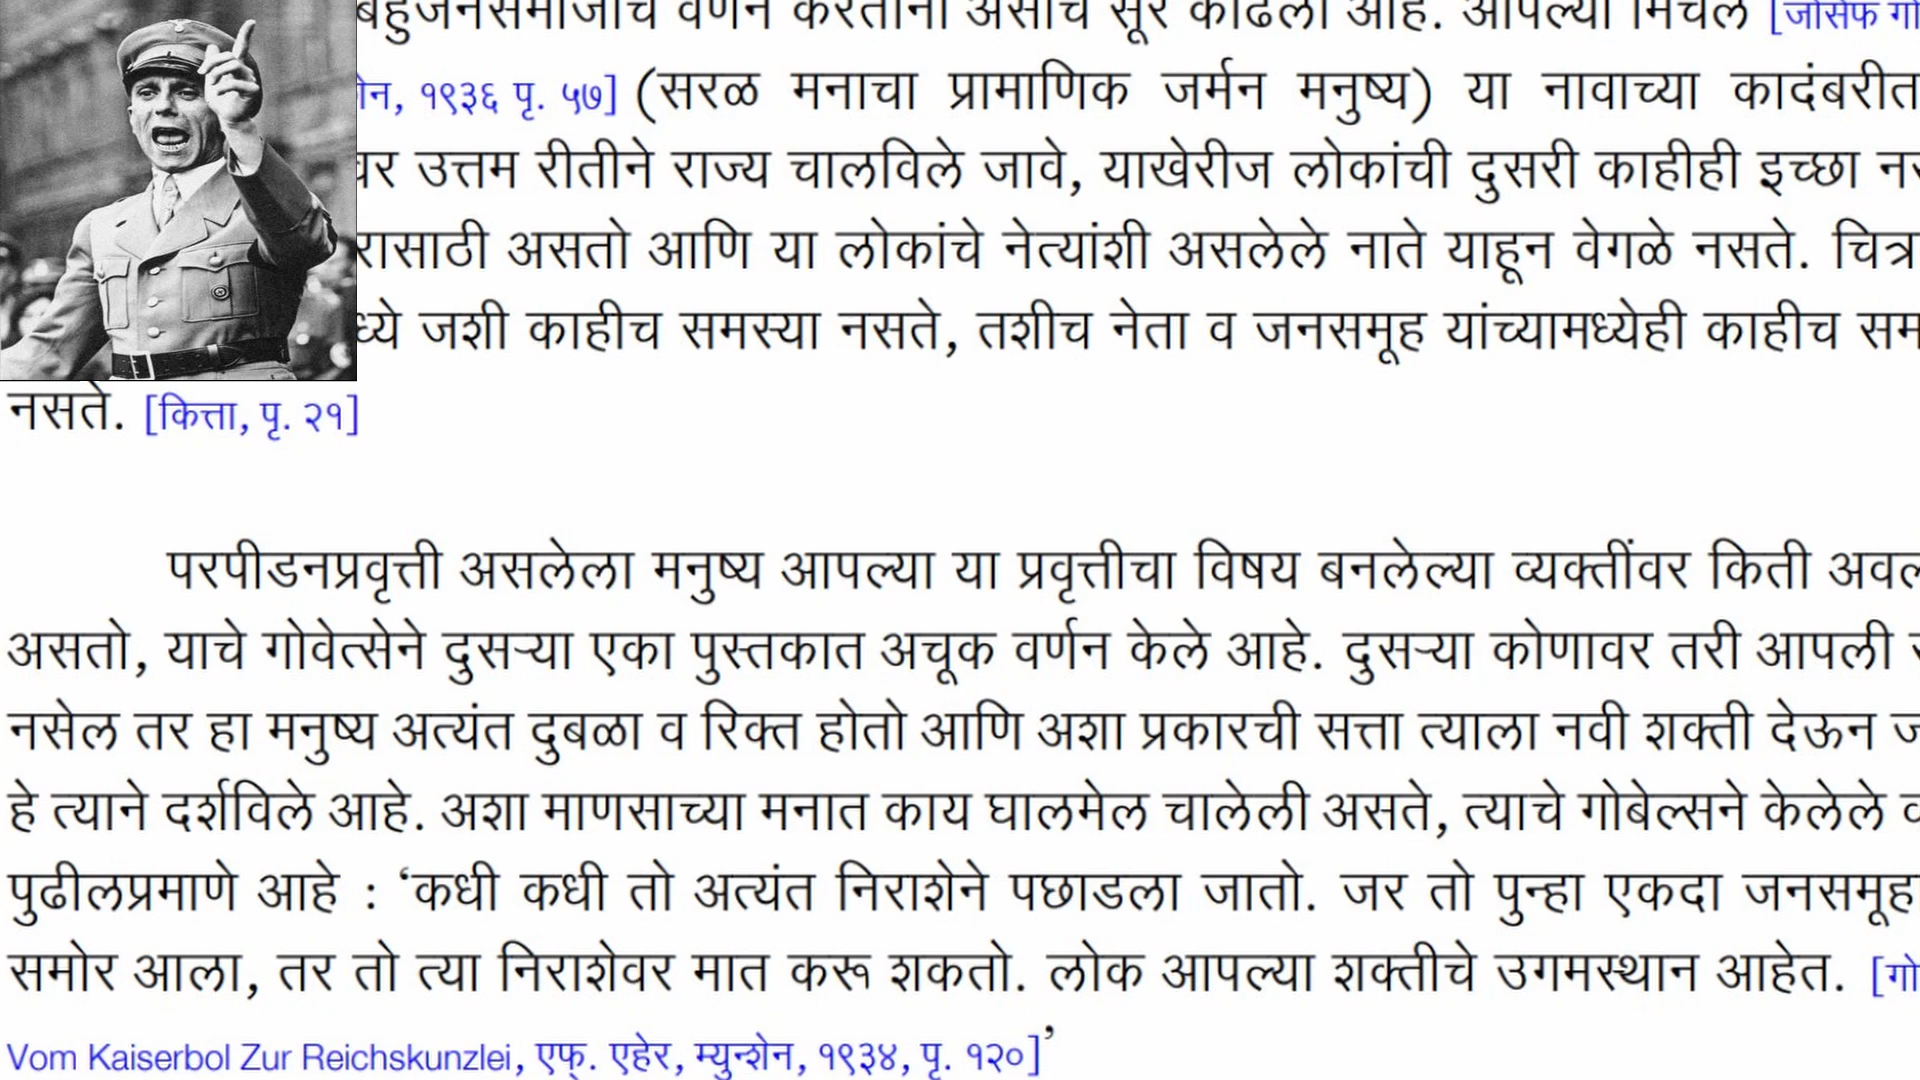 बहुजनसमाजाचे वर्णन करताना असाच सूर काढला आहे. आपल्या मिचेल [जोसेफ
१९३६ पृ. ५७] (सरळ मनाचा प्रामाणिक जर्मन मनुष्य) या नावाच्या कादंबरीत
उत्तम रीतीने राज्य चालविले जावे, याखेरीज लोकांची दुसरी काहीही इच्छा
असतो आणि या लोकांचे नेत्यांशी असलेले नाते याहून वेगळे नसते. चित्र
जशी काहीच समस्या नसते, तशीच नेता व जनसमूह यांच्यामध्येही काहीच
नसते. [कित्ता, पृ. २१]
परपीडनप्रवृत्ती असलेला मनुष्य आपल्या या प्रवृत्तीचा विषय बनलेल्या व्यक्तींवर किती
असतो, याचे गोवेत्सेने दुसऱ्या एका पुस्तकात अचूक वर्णन केले आहे. दुसऱ्या कोणावर तरी आपली
नसेल तर हा मनुष्य अत्यंत दुबळा व रिक्त होतो आणि अशा प्रकारची सत्ता त्याला नवी शक्ती देऊन
हे त्याने दर्शविले आहे. अशा माणसाच्या मनात काय घालमेल चालेली असते, त्याचे गोबेल्सने केलेले
पुढीलप्रमाणे आहे : ‘कधी कधी तो अत्यंत निराशेने पछाडला जातो. जर तो पुन्हा एकदा जनसमूह
समोर आला, तर तो त्या निराशेवर मात करू शकतो. लोक आपल्या शक्तीचे उगमस्थान आहेत.
Vom Kaiserbol Zur Reichskunzlei, एफ्. एहेर, म्युन्शेन, १९३४, पृ. १२०]’